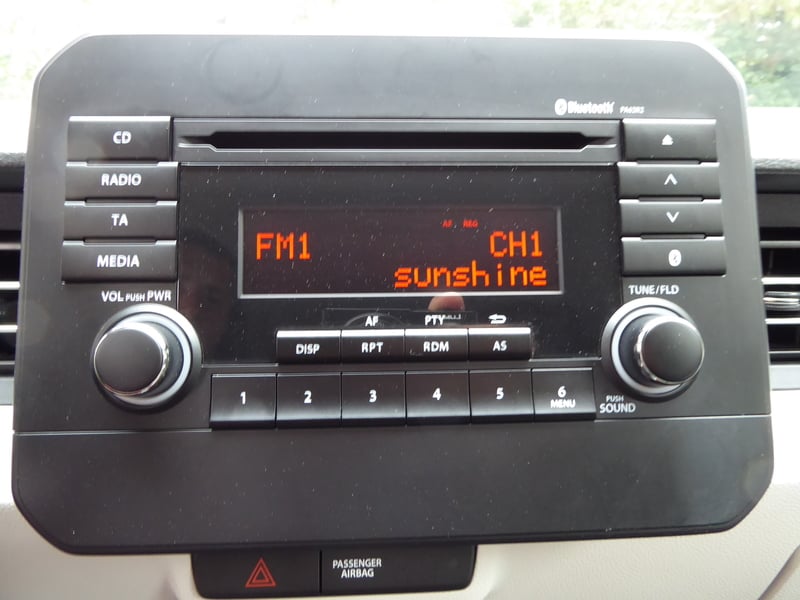 Bluetooth PA63R2
CD
RADIO
TA
MEDIA
AF REG
FM1 CH1
sunshine
VOL PUSH PWR
TUNE/FLD
AF PTY
DISP RPT RDM AS
1 2 3 4 5 6
MENU
PUSH
SOUND
PASSENGER
AIRBAG